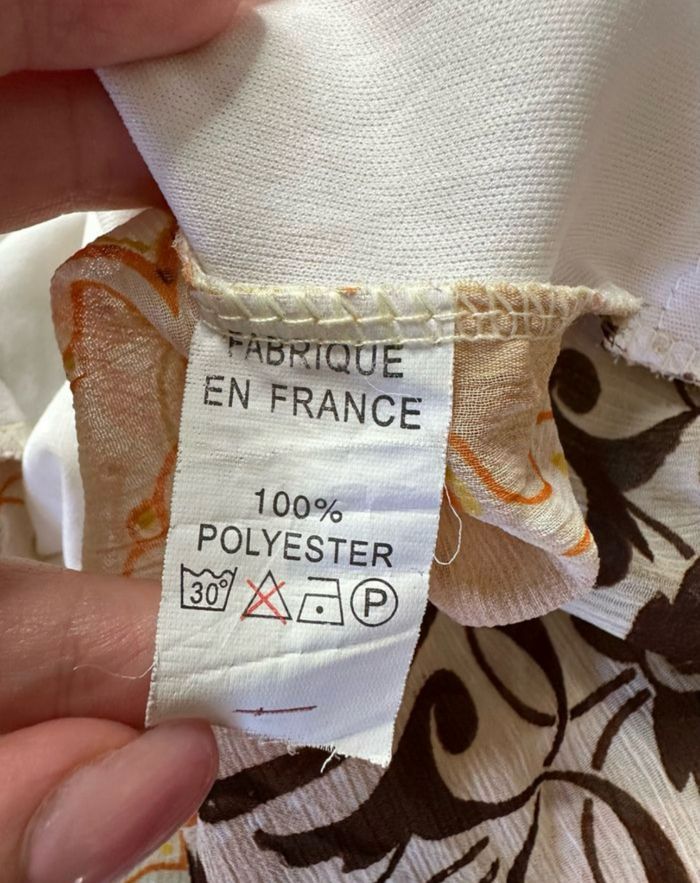 FABRIQUE
EN FRANCE
100%
POLYESTER
30° P